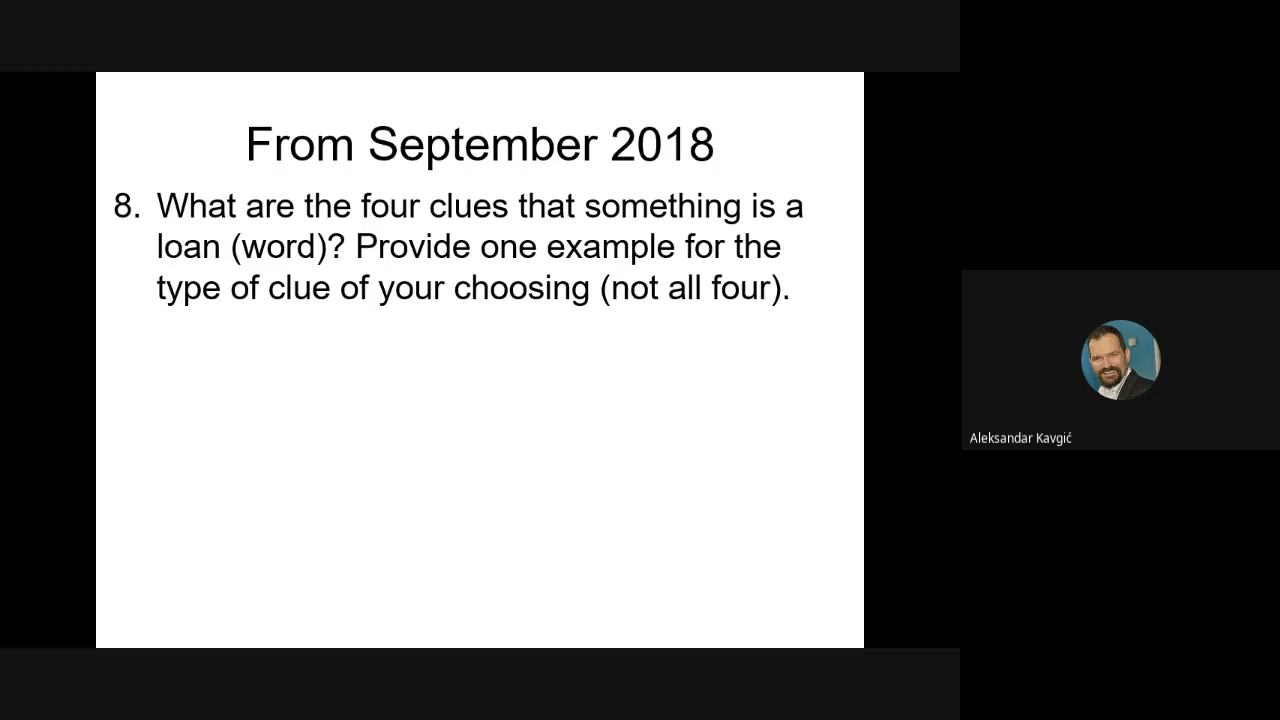 From September 2018
8. What are the four clues that something is a
loan (word)? Provide one example for the
type of clue of your choosing (not all four).
Aleksandar Kavgić